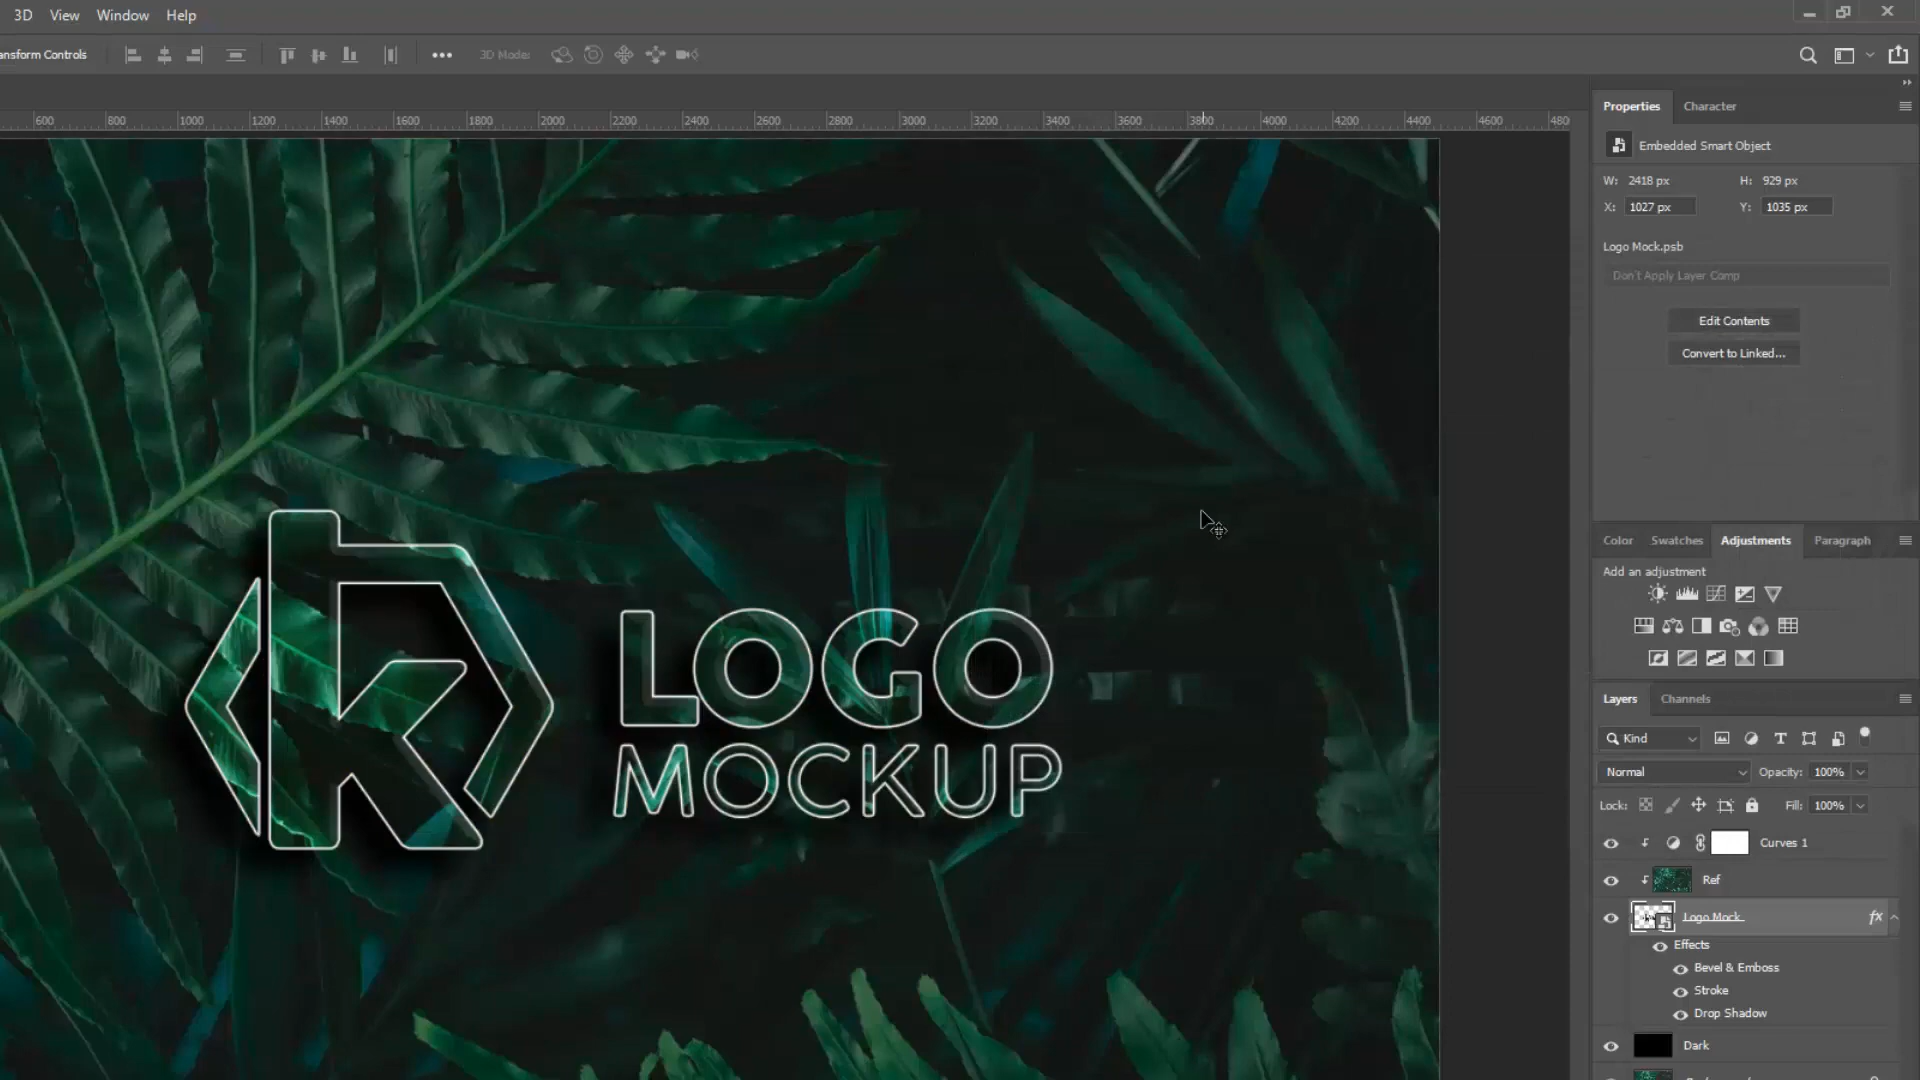 3D View Window Help
ansform Controls
3D Mode:
600 800 1000 1200 1400 1600 1800 2000 2200 2400 2600 2800 3000 3200 3400 3600 3800 4000 4200 4400 4600 480
Properties Character
Embedded Smart Object
W: 2418 px H: 929 px
X: 1027 px Y: 1035 px
Logo Mock.psb
Don't Apply Layer Comp
Edit Contents
Convert to Linked...
k
LOGO
MOCKUP
Color Swatches Adjustments Paragraph
Add an adjustment
Layers Channels
Kind
Normal Opacity: 100%
Lock: Fill: 100%
Curves 1
Ref
Logo Mock fx
Effects
Bevel & Emboss
Stroke
Drop Shadow
Dark